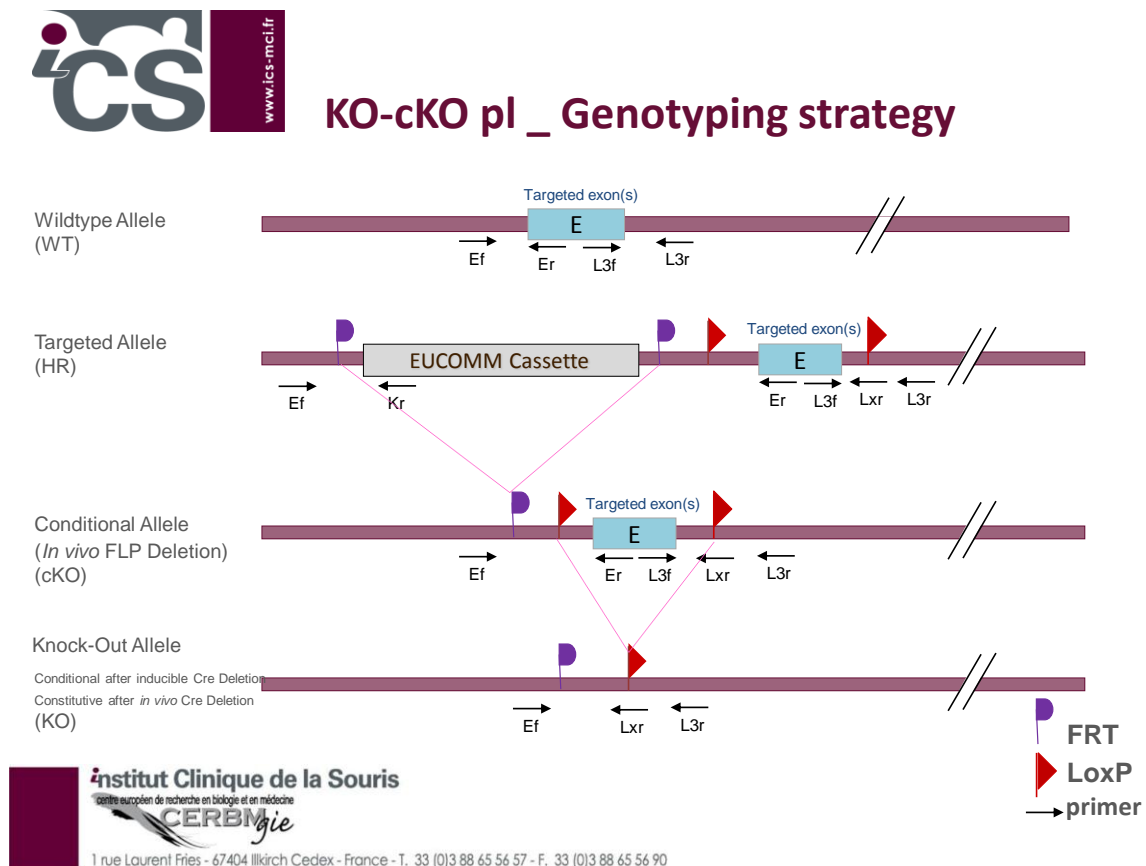 iCS
www.ics-mci.fr
KO-cKO pl _ Genotyping strategy
Targeted exon(s)
Wildtype Allele
(WT)
E
Ef
Er
L3f
L3r
Targeted Allele
(HR)
Targeted exon(s)
EUCOMM Cassette
E
Ef
Kr
Er
L3f
Lxr
L3r
Conditional Allele
(In vivo FLP Deletion)
(cKO)
Targeted exon(s)
E
Ef
Er
L3f
Lxr
L3r
Knock-Out Allele
Conditional after inducible Cre Deletion
Constitutive after in vivo Cre Deletion
(KO)
Ef
Lxr
L3r
FRT
LoxP
primer
institut Clinique de la Souris
centre européen de recherche en biologie et en médecine
CERBM
gie
1 rue Laurent Fries - 67404 Illkirch Cedex - France - T. 33 (0)3 88 65 56 57 - F. 33 (0)3 88 65 56 90